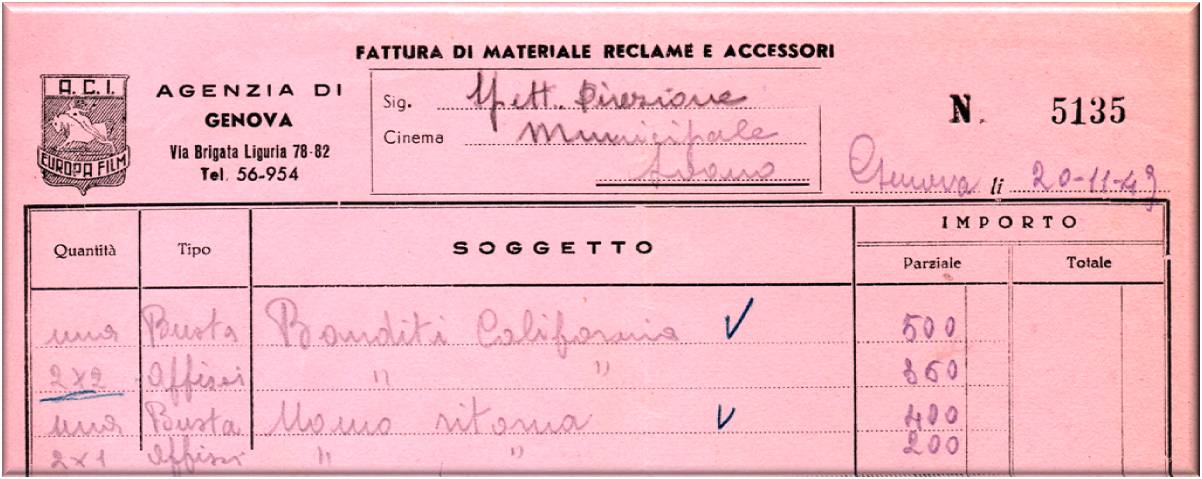 FATTURA DI MATERIALE RECLAME E ACCESSORI
A.C.I.
EUROPA FILM
AGENZIA DI
GENOVA
Via Brigata Liguria 78-82
Tel. 56-954
Sig. Spett. Direzione
Cinema Municipale
N. 5135
Genova li 20-11-49
Quantità Tipo SOGGETTO IMPORTO
Parziale Totale
una Busta Banditi California 500
2x2 Affissi " " 360
una Busta Uomo ritorna 400
2x1 Affissi " " 200